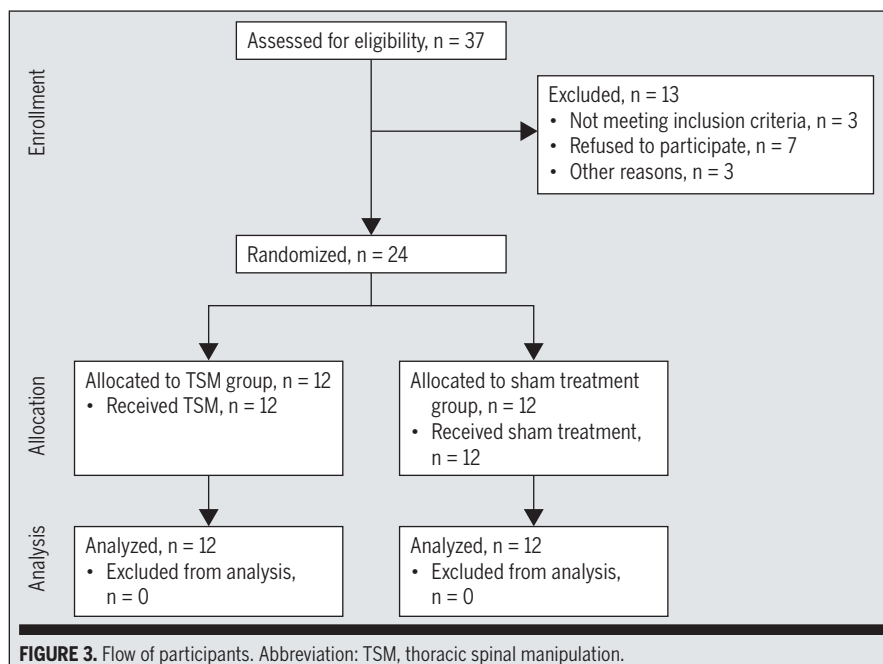 Assessed for eligibility, n = 37
Enrollment
Excluded, n = 13
• Not meeting inclusion criteria, n = 3
• Refused to participate, n = 7
• Other reasons, n = 3
Randomized, n = 24
Allocation
Allocated to TSM group, n = 12
• Received TSM, n = 12
Allocated to sham treatment
group, n = 12
• Received sham treatment,
n = 12
Analysis
Analyzed, n = 12
• Excluded from analysis,
n = 0
Analyzed, n = 12
• Excluded from analysis,
n = 0
FIGURE 3. Flow of participants. Abbreviation: TSM, thoracic spinal manipulation.